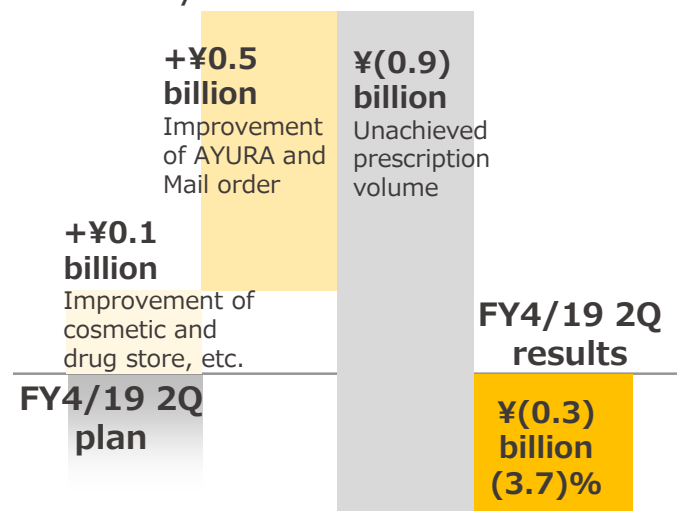 +¥0.5
billion
Improvement
of AYURA and
Mail order
¥(0.9)
billion
Unachieved
prescription
volume
+¥0.1
billion
Improvement of
cosmetic and
drug store, etc.
FY4/19 2Q
plan
FY4/19 2Q
results
¥(0.3)
billion
(3.7)%